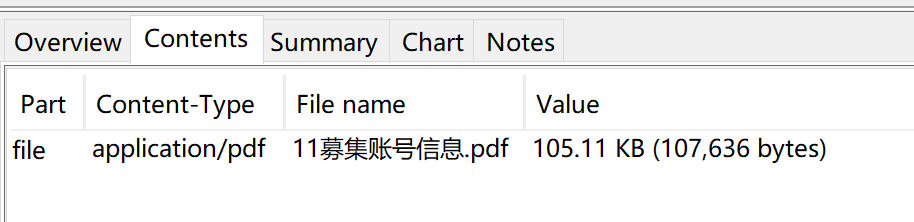 Overview Contents Summary Chart Notes
Part Content-Type File name Value
file application/pdf 11募集账号信息.pdf 105.11 KB (107,636 bytes)